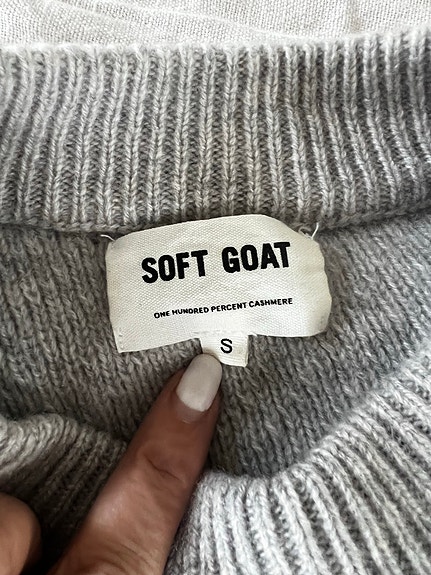 SOFT GOAT
ONE HUNDRED PERCENT CASHMERE
S